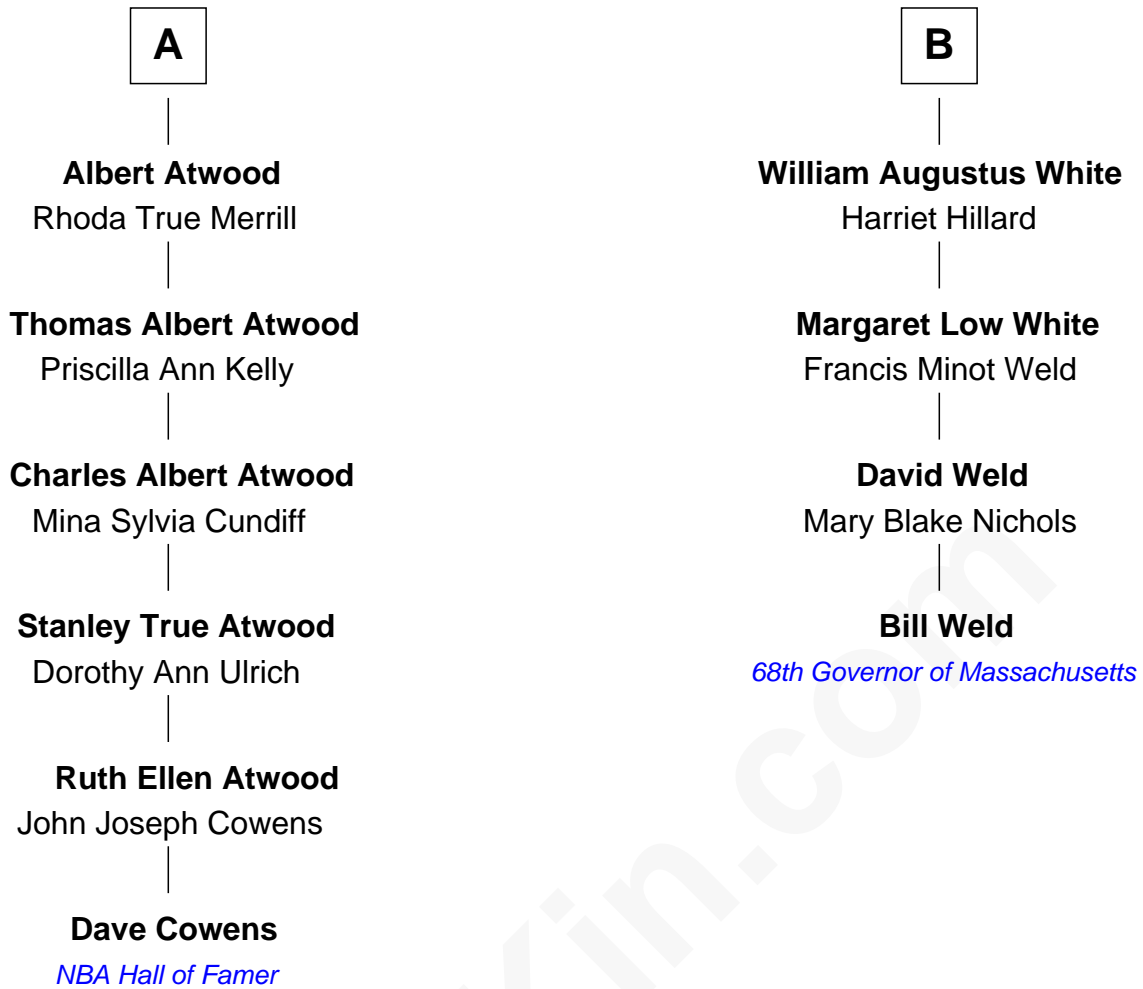 A
Albert Atwood
Rhoda True Merrill
Thomas Albert Atwood
Priscilla Ann Kelly
Charles Albert Atwood
Mina Sylvia Cundiff
Stanley True Atwood
Dorothy Ann Ulrich
Ruth Ellen Atwood
John Joseph Cowens
Dave Cowens
NBA Hall of Famer
B
William Augustus White
Harriet Hillard
Margaret Low White
Francis Minot Weld
David Weld
Mary Blake Nichols
Bill Weld
68th Governor of Massachusetts
Kin.com